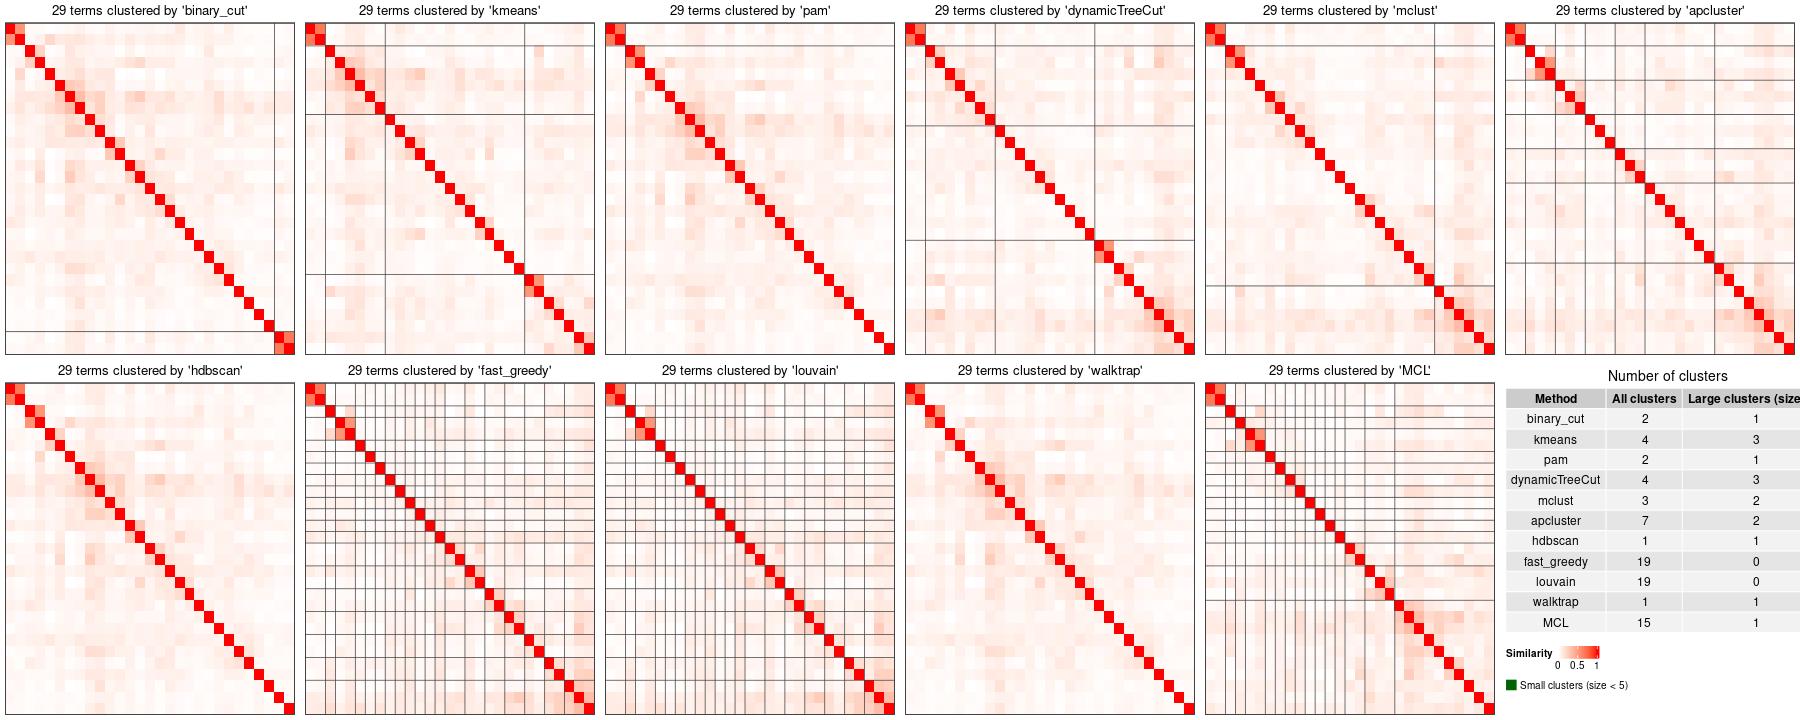 29 terms clustered by 'binary_cut'
29 terms clustered by 'kmeans'
29 terms clustered by 'pam'
29 terms clustered by 'dynamicTreeCut'
29 terms clustered by 'mclust'
29 terms clustered by 'apcluster'
29 terms clustered by 'hdbscan'
29 terms clustered by 'fast_greedy'
29 terms clustered by 'louvain'
29 terms clustered by 'walktrap'
29 terms clustered by 'MCL'
Number of clusters
Method All clusters Large clusters (size
binary_cut 2 1
kmeans 4 3
pam 2 1
dynamicTreeCut 4 3
mclust 3 2
apcluster 7 2
hdbscan 1 1
fast_greedy 19 0
louvain 19 0
walktrap 1 1
MCL 15 1
Similarity
0 0.5 1
Small clusters (size < 5)